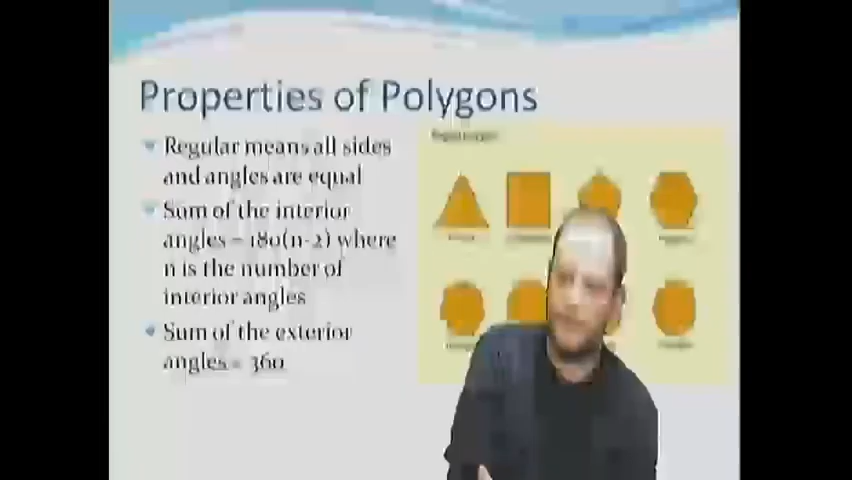 Properties of Polygons
Regular means all sides
and angles are equal
Sum of the interior
angles = 180(n-2) where
n is the number of
interior angles
Sum of the exterior
angles = 360